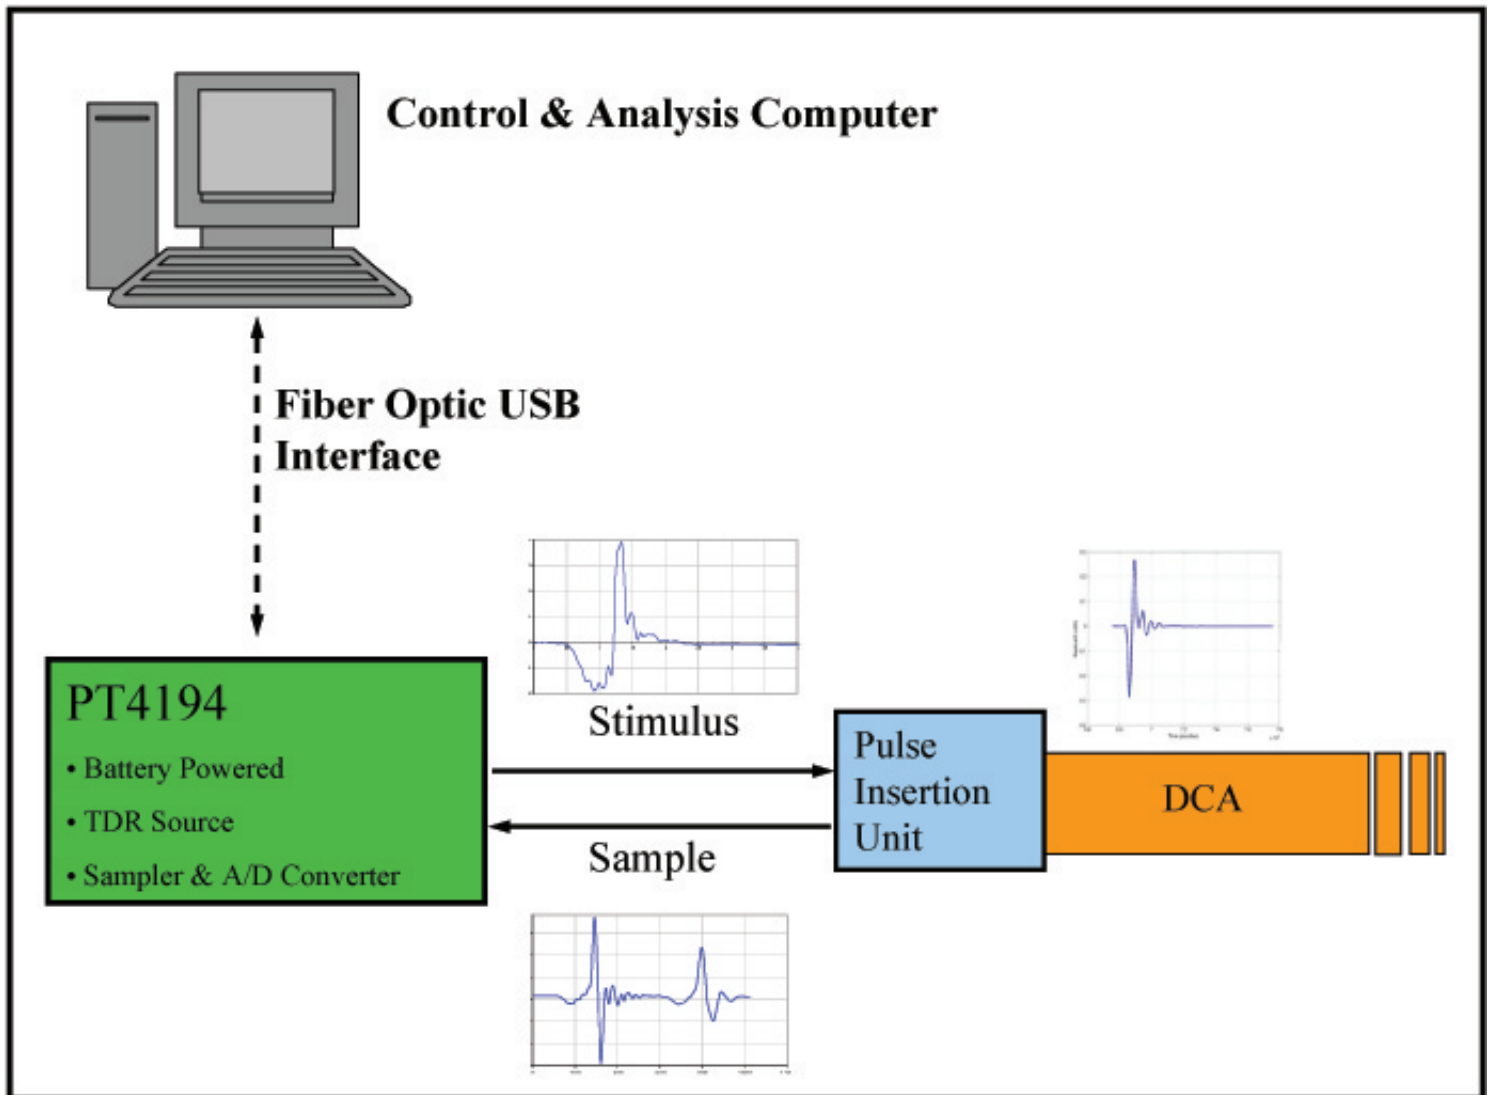 Control & Analysis Computer
Fiber Optic USB
Interface
PT4194
• Battery Powered
• TDR Source
• Sampler & A/D Converter
Stimulus
Sample
Pulse
Insertion
Unit
DCA